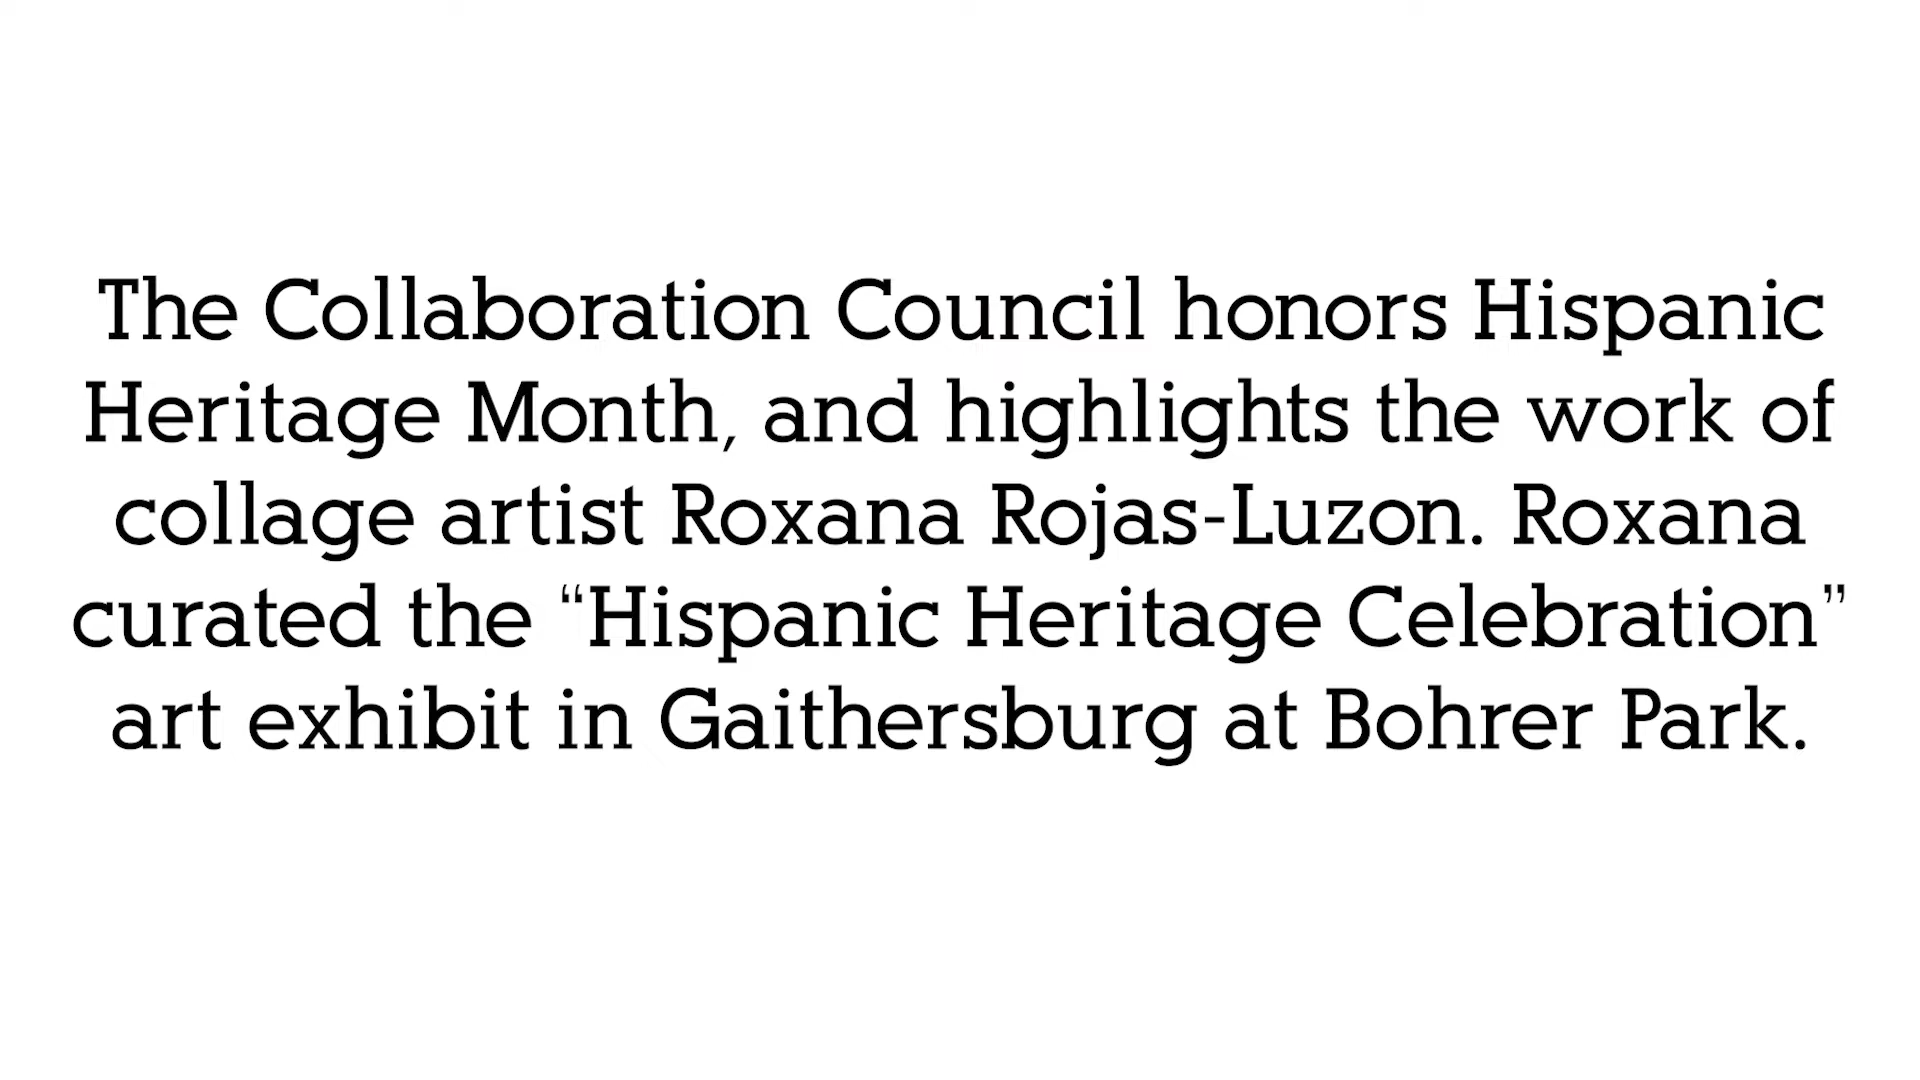 The Collaboration Council honors Hispanic
Heritage Month, and highlights the work of
collage artist Roxana Rojas-Luzon. Roxana
curated the “Hispanic Heritage Celebration”
art exhibit in Gaithersburg at Bohrer Park.